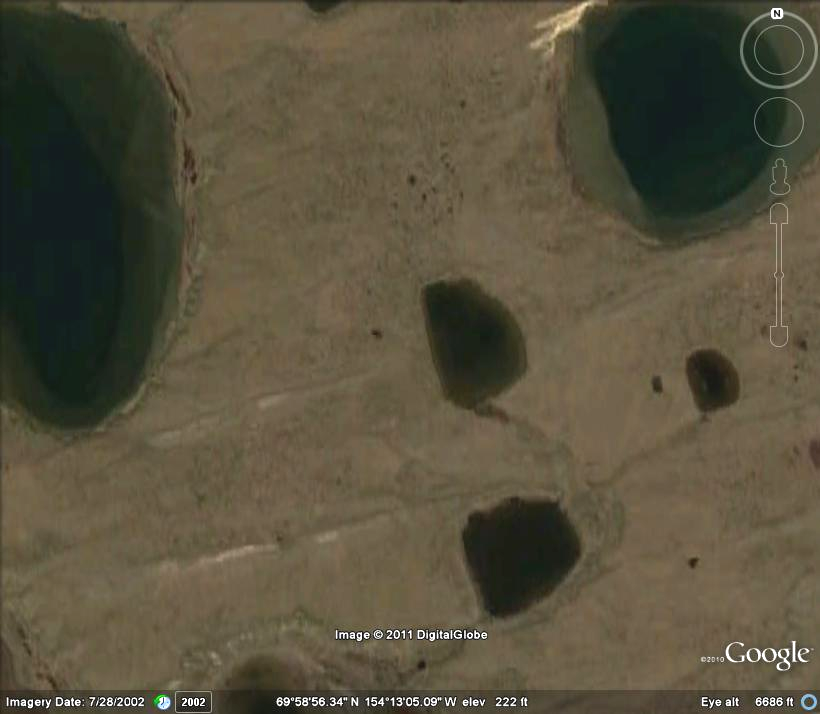 N
Image © 2011 DigitalGlobe
©2010 Google
Imagery Date: 7/28/2002 2002 69°58'56.34" N 154°13'05.09" W elev 222 ft Eye alt 6686 ft